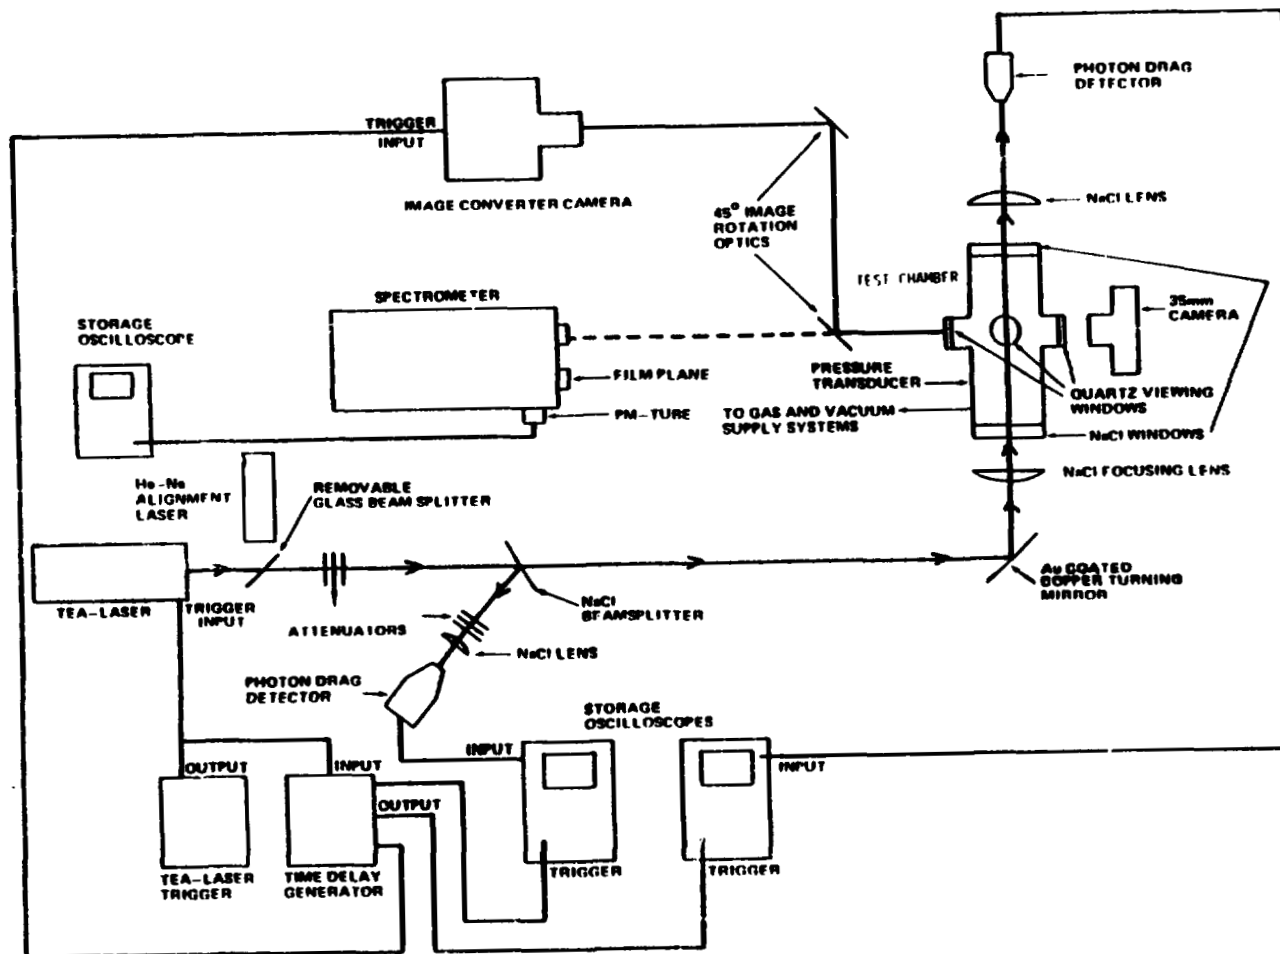 PHOTON DRAG
DETECTOR
TRIGGER
INPUT
IMAGE CONVERTER CAMERA
NaCl LENS
45° IMAGE
ROTATION
OPTICS
TEST CHAMBER
SPECTROMETER
35mm
CAMERA
STORAGE
OSCILLOSCOPE
FILM PLANE
PRESSURE
TRANSDUCER
QUARTZ VIEWING
WINDOWS
PM-TUBE
TO GAS AND VACUUM
SUPPLY SYSTEMS
NaCl WINDOWS
He-Ne
ALIGNMENT
LASER
REMOVABLE
GLASS BEAM SPLITTER
NaCl FOCUSING LENS
TEA-LASER
TRIGGER
INPUT
Au COATED
COPPER TURNING
MIRROR
NaCl
BEAMSPLITTER
ATTENUATORS
NaCl LENS
PHOTON DRAG
DETECTOR
STORAGE
OSCILLOSCOPES
INPUT
INPUT
OUTPUT
INPUT
OUTPUT
TEA-LASER
TRIGGER
TIME DELAY
GENERATOR
TRIGGER
TRIGGER